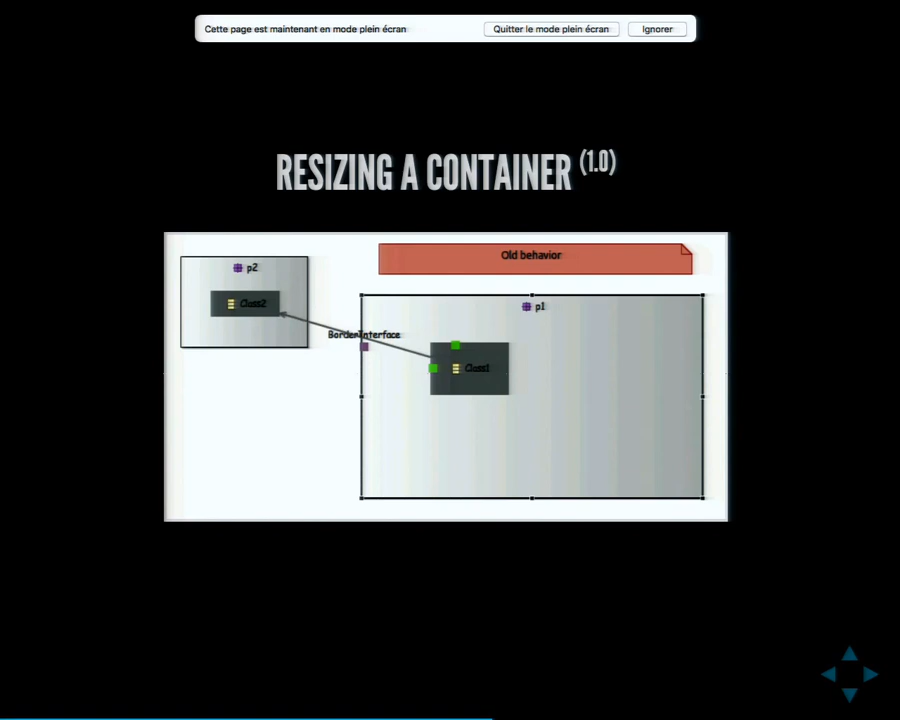 Cette page est maintenant en mode plein écran
Quitter le mode plein écran
Ignorer
RESIZING A CONTAINER (1.0)
Old behavior
p2
Class2
p1
BorderInterface
Class1